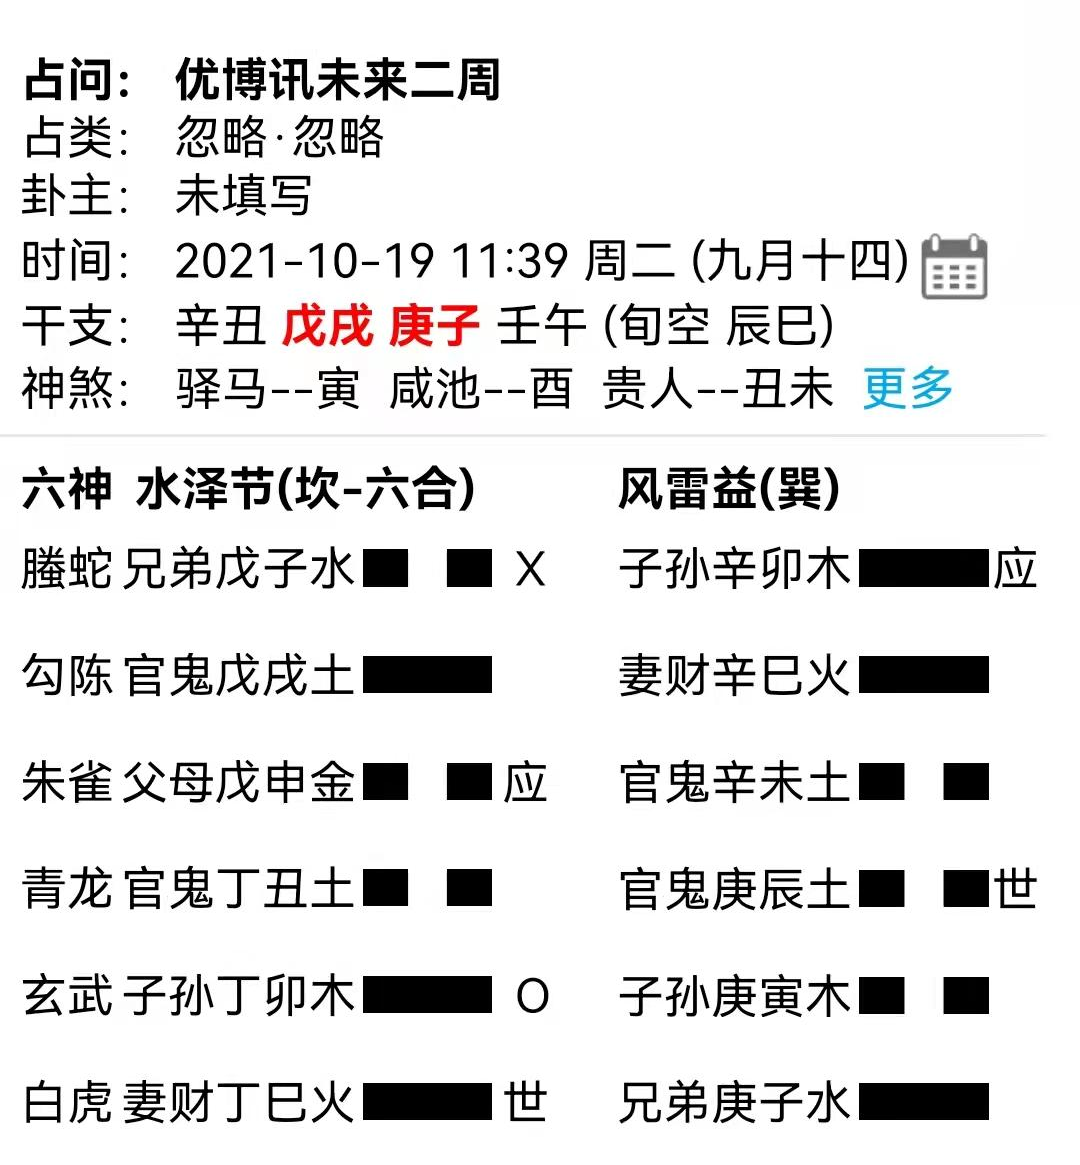 占问： 优博讯未来二周
占类： 忽略·忽略
卦主： 未填写
时间： 2021-10-19 11:39 周二 (九月十四)
干支： 辛丑 戊戌 庚子 壬午 (旬空 辰巳)
神煞： 驿马--寅 咸池--酉 贵人--丑未 更多
六神 水泽节(坎-六合) 风雷益(巽)
螣蛇 兄弟戊子水 X 子孙辛卯木 应
勾陈 官鬼戊戌土 妻财辛巳火
朱雀 父母戊申金 应 官鬼辛未土
青龙 官鬼丁丑土 官鬼庚辰土 世
玄武 子孙丁卯木 O 子孙庚寅木
白虎 妻财丁巳火 世 兄弟庚子水